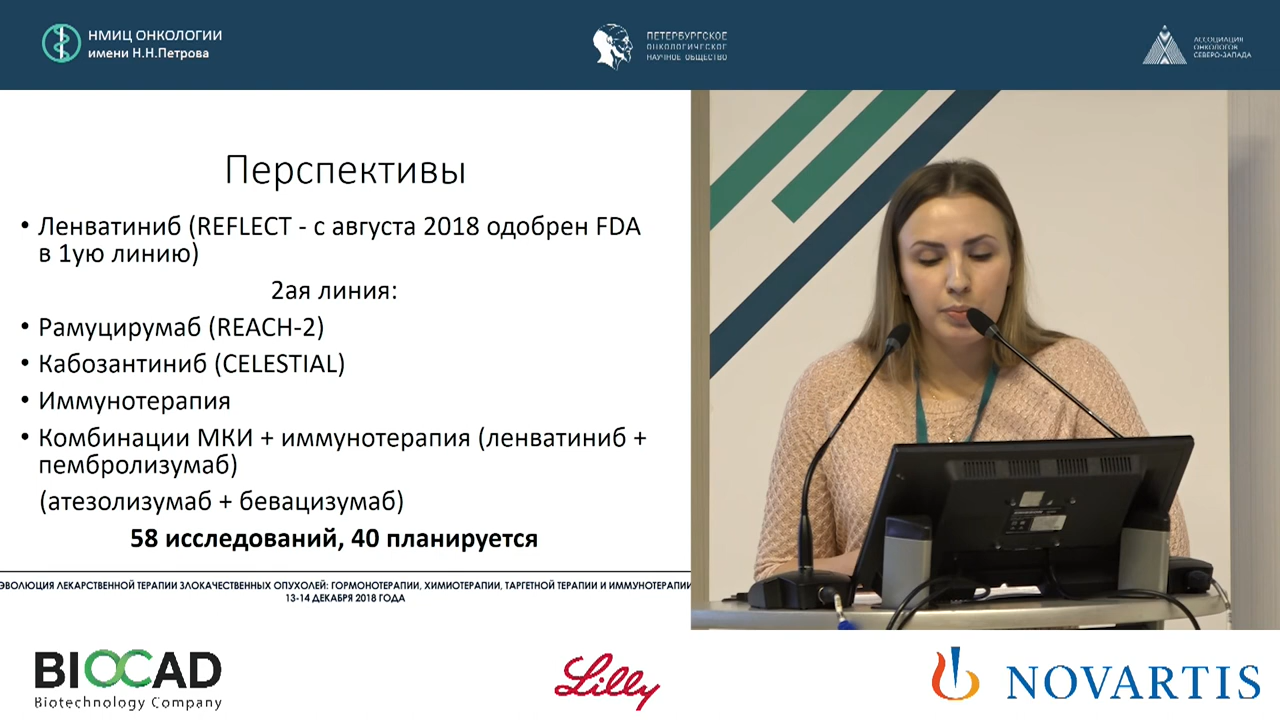 НМИЦ ОНКОЛОГИИ
имени Н.Н.Петрова
ПЕТЕРБУРГСКОЕ
ОНКОЛОГИЧЕСКОЕ
НАУЧНОЕ ОБЩЕСТВО
АССОЦИАЦИЯ
ОНКОЛОГОВ
СЕВЕРО-ЗАПАДА
Перспективы
• Ленватиниб (REFLECT - с августа 2018 одобрен FDA
в 1ую линию)
2ая линия:
• Рамуцирумаб (REACH-2)
• Кабозантиниб (CELESTIAL)
• Иммунотерапия
• Комбинации МКИ + иммунотерапия (ленватиниб +
пембролизумаб)
(атезолизумаб + бевацизумаб)
58 исследований, 40 планируется
ЭВОЛЮЦИЯ ЛЕКАРСТВЕННОЙ ТЕРАПИИ ЗЛОКАЧЕСТВЕННЫХ ОПУХОЛЕЙ: ГОРМОНОТЕРАПИИ, ХИМИОТЕРАПИИ, ТАРГЕТНОЙ ТЕРАПИИ И ИММУНОТЕРАПИИ
13-14 ДЕКАБРЯ 2018 ГОДА
BIOCAD
Biotechnology Company
Lilly
NOVARTIS